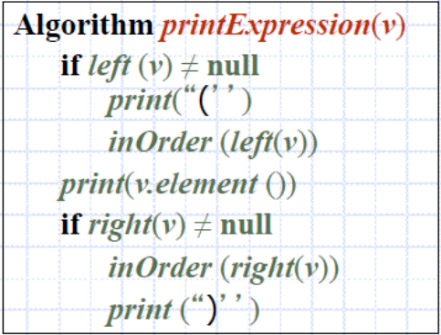 Algorithm printExpression(v)
if left (v) ≠ null
print(“(’’)
inOrder (left(v))
print(v.element ())
if right(v) ≠ null
inOrder (right(v))
print (“)’’)